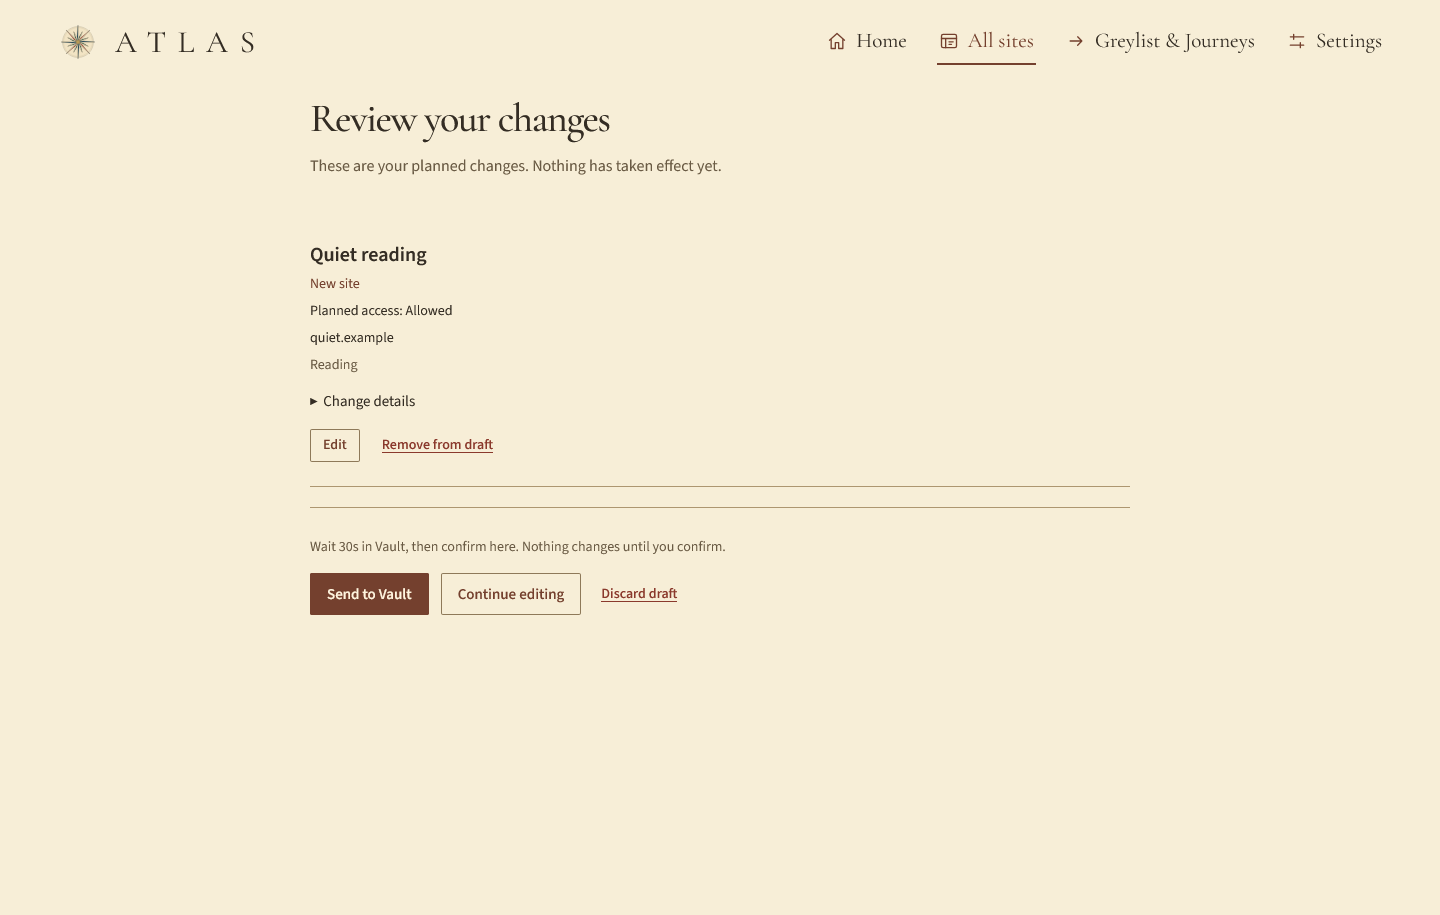 ATLAS
Home
All sites
Greylist & Journeys
Settings
Review your changes
These are your planned changes. Nothing has taken effect yet.
Quiet reading
New site
Planned access: Allowed
quiet.example
Reading
Change details
Edit
Remove from draft
Wait 30s in Vault, then confirm here. Nothing changes until you confirm.
Send to Vault
Continue editing
Discard draft